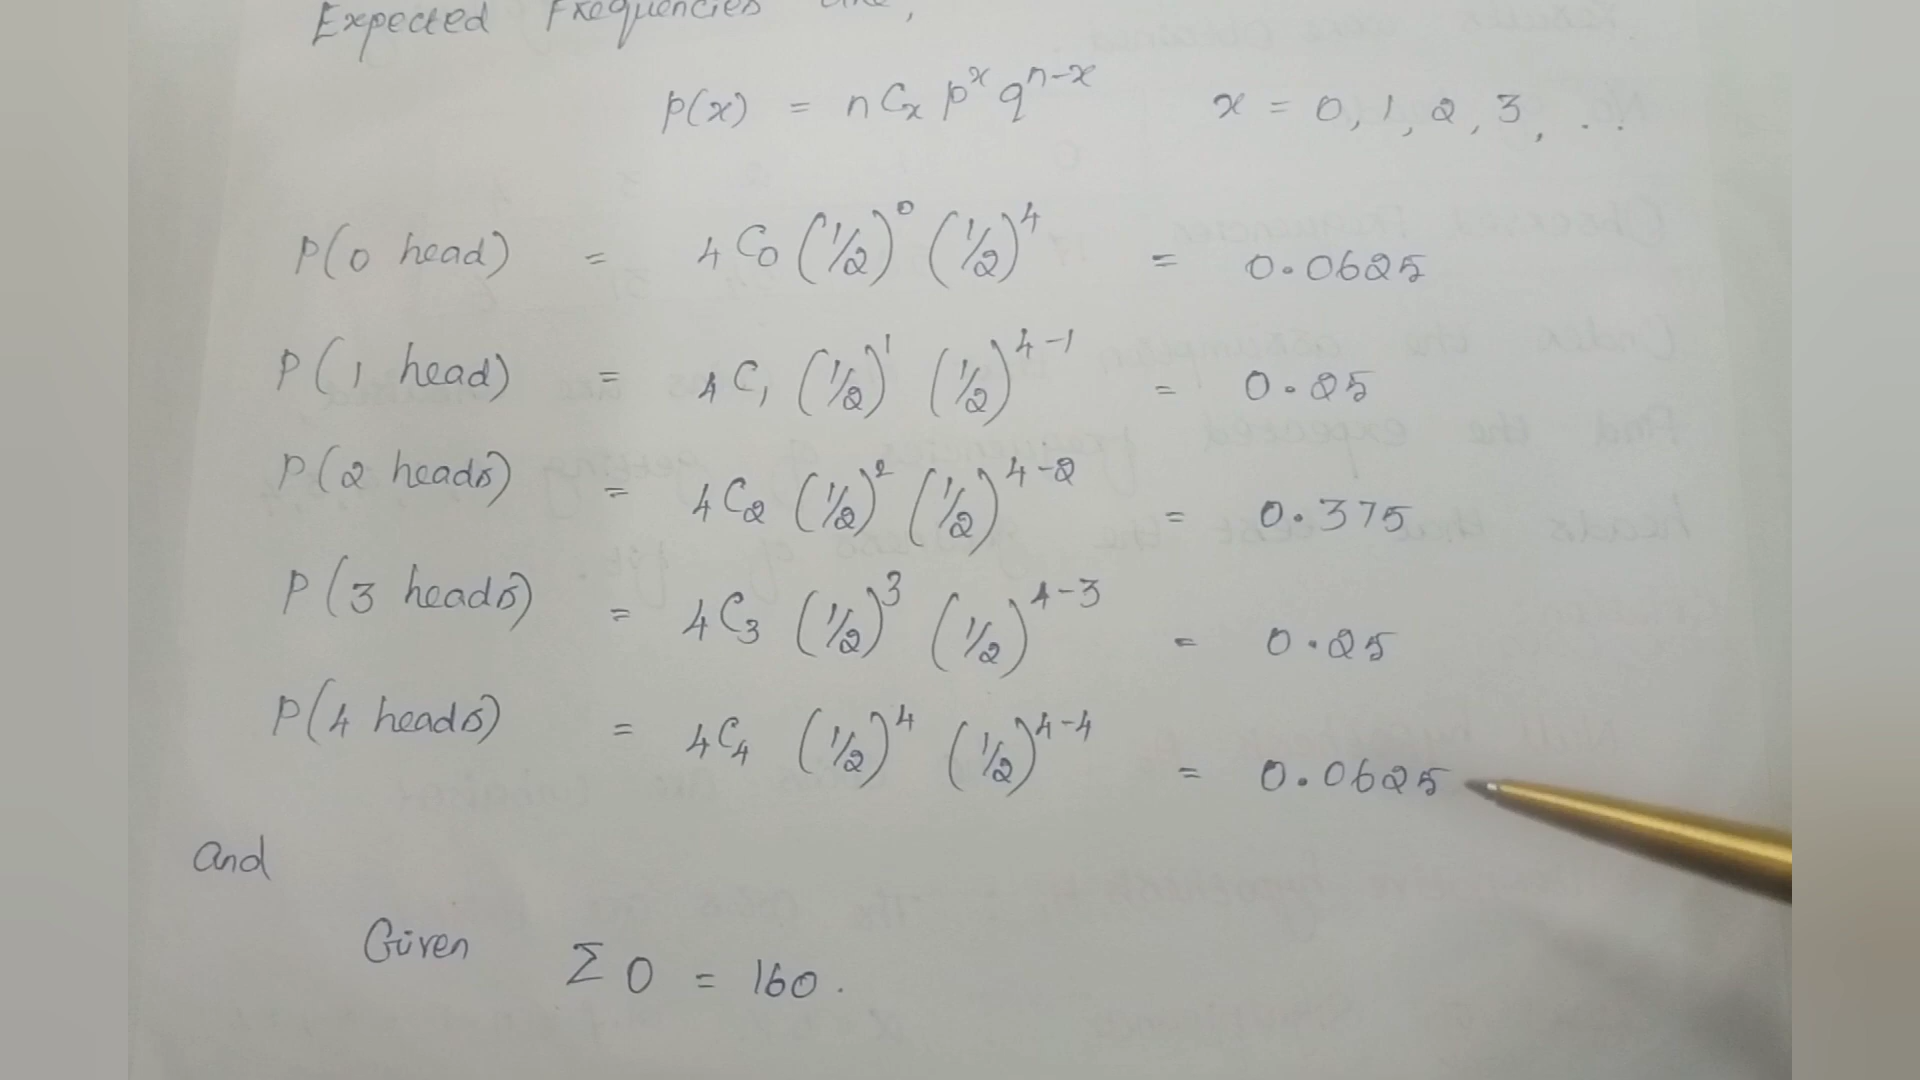 Expected Frequencies are,
p(x) = nCx p^x q^n-x x = 0, 1, 2, 3, ...
P(0 head) = 4C0 (1/2)^0 (1/2)^4 = 0.0625
P(1 head) = 4C1 (1/2)^1 (1/2)^4-1 = 0.25
P(2 heads) = 4C2 (1/2)^2 (1/2)^4-2 = 0.375
P(3 heads) = 4C3 (1/2)^3 (1/2)^4-3 = 0.25
P(4 heads) = 4C4 (1/2)^4 (1/2)^4-4 = 0.0625
and
Given Σ O = 160.